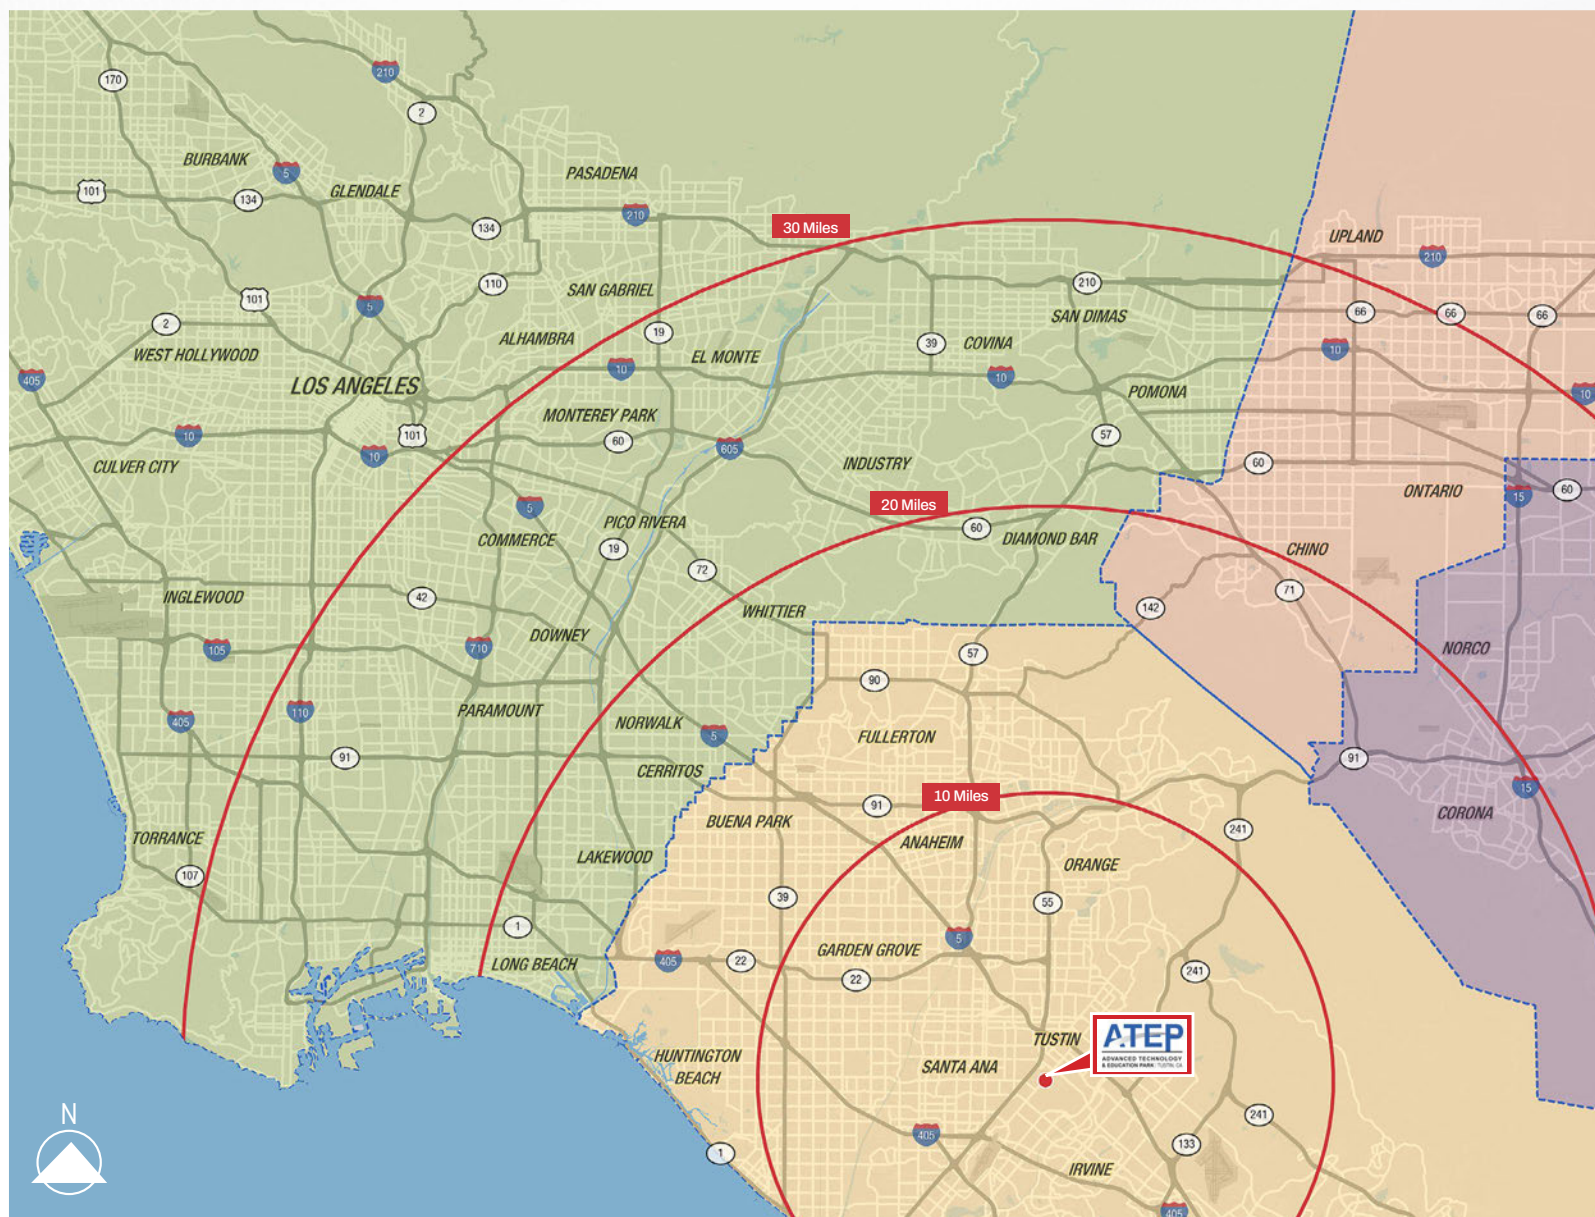 210
170
2
BURBANK
5
PASADENA
101
134
GLENDALE
210
134
30 Miles
UPLAND
210
110
SAN GABRIEL
210
101
5
66
66
66
SAN DIMAS
2
19
ALHAMBRA
39
COVINA
WEST HOLLYWOOD
EL MONTE
10
405
LOS ANGELES
10
10
POMONA
10
MONTEREY PARK
10
101
60
605
57
10
CULVER CITY
INDUSTRY
60
ONTARIO
15
60
5
20 Miles
PICO RIVERA
60
COMMERCE
DIAMOND BAR
19
CHINO
72
71
INGLEWOOD
42
142
WHITTIER
DOWNEY
105
710
57
NORCO
90
405
110
PARAMOUNT
NORWALK
5
FULLERTON
91
CERRITOS
91
15
10 Miles
91
CORONA
BUENA PARK
241
TORRANCE
ANAHEIM
LAKEWOOD
ORANGE
107
39
55
1
5
LONG BEACH
405
22
GARDEN GROVE
22
241
TUSTIN
ATEP
ADVANCED TECHNOLOGY
& EDUCATION PARK | TUSTIN, CA
HUNTINGTON
BEACH
SANTA ANA
N
241
405
133
1
IRVINE
405